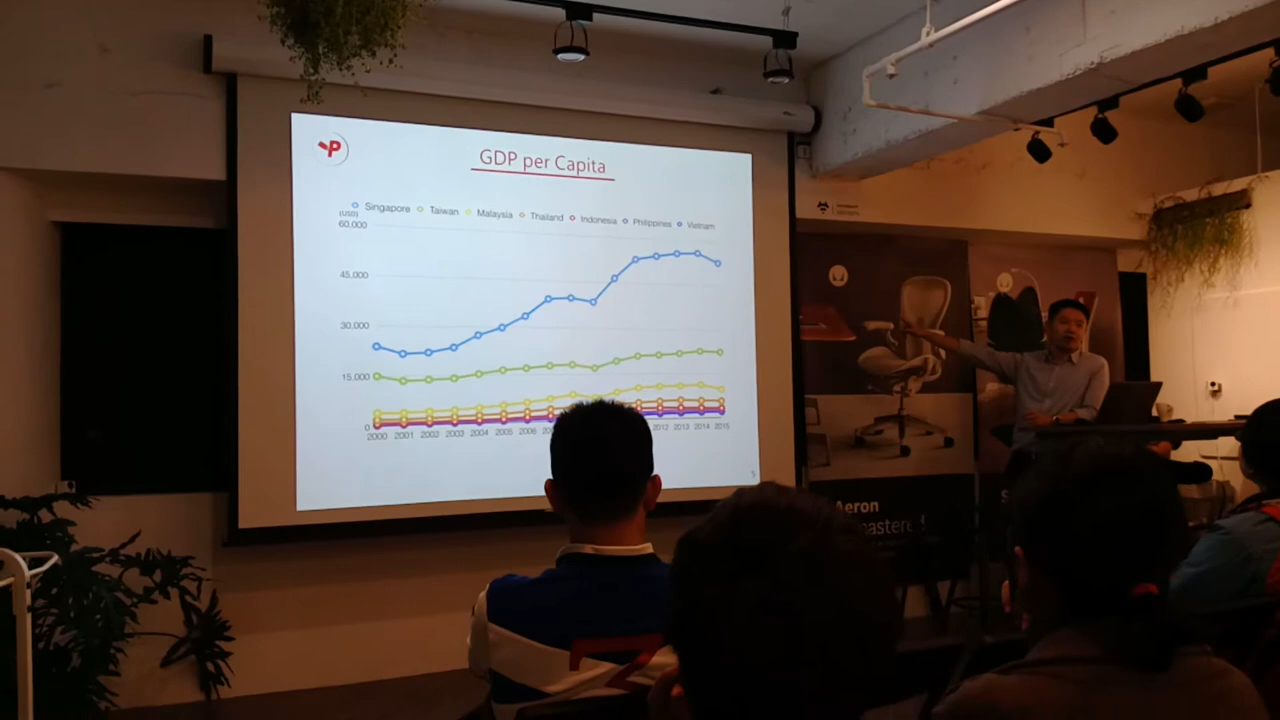 P
GDP per Capita
Singapore Taiwan Malaysia Thailand Indonesia Philippines Vietnam
(USD)
60,000
45,000
30,000
15,000
0
2000 2001 2002 2003 2004 2005 2006 2012 2013 2014 2015
9
Aeron